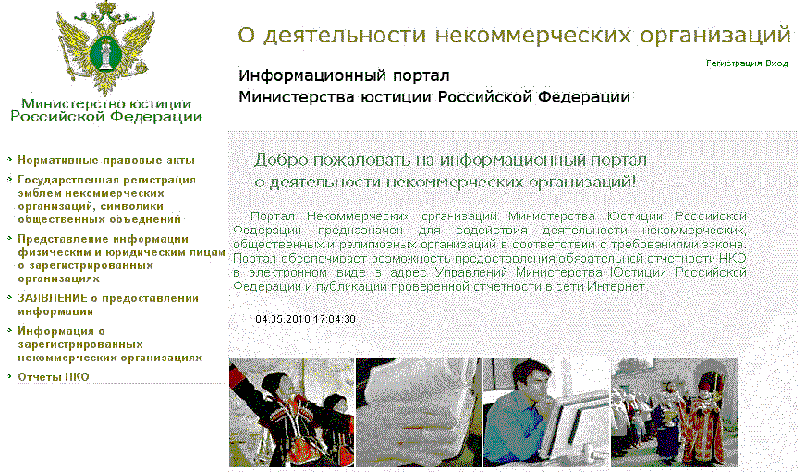 О деятельности некоммерческих организаций
Регистрация Вход
Информационный портал
Министерства юстиции Российской Федерации
Министерство юстиции
Российской Федерации
Нормативные правовые акты
Государственная регистрация
эмблем некоммерческих
организаций, символики
общественных объединений
Представление информации
физическим и юридическим лицам
о зарегистрированных
организациях
ЗАЯВЛЕНИЕ о предоставлении
информации
Информация о
зарегистрированных
некоммерческих организациях
Отчеты НКО
Добро пожаловать на информационный портал
о деятельности некоммерческих организаций!
Портал Некоммерческих организаций Министерства Юстиции Российской
Федерации предназначен для содействия деятельности некоммерческих,
общественных и религиозных организаций в соответствии с требованиями закона.
Портал обеспечивает возможность предоставления обязательной отчетности НКО
в электронном виде в адрес Управлений Министерства Юстиции Российской
Федерации и публикации проверенной отчетности в сети Интернет.
04.05.2010 17:04:30